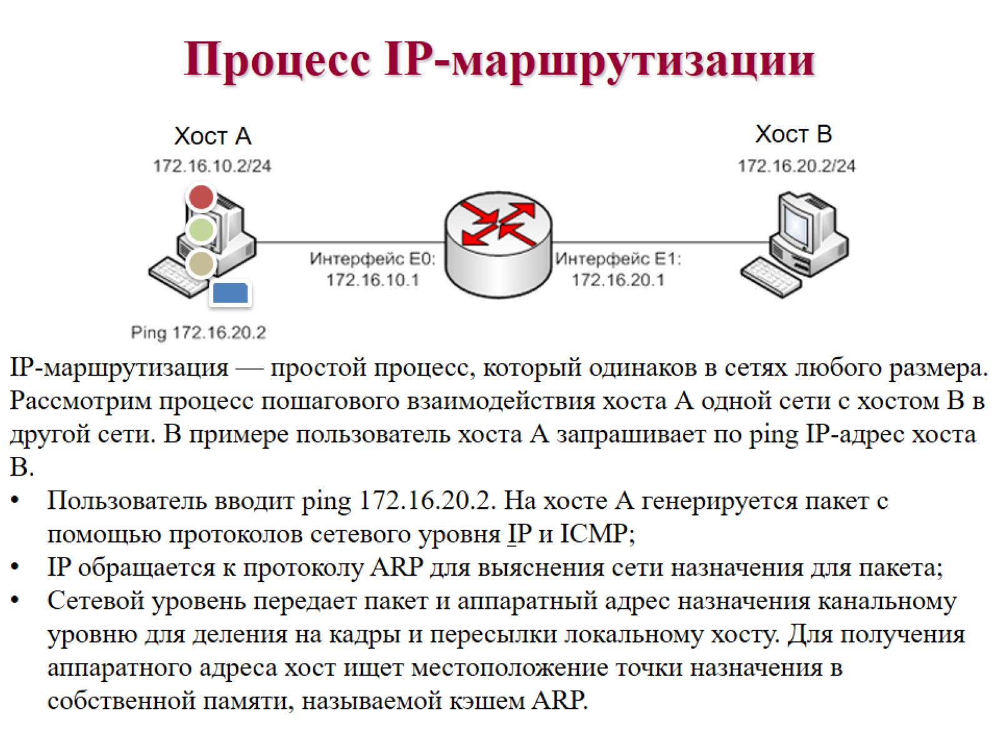 Процесс IP-маршрутизации
Хост А
172.16.10.2/24
Хост В
172.16.20.2/24
Интерфейс E0:
172.16.10.1
Интерфейс E1:
172.16.20.1
Ping 172.16.20.2
IP-маршрутизация — простой процесс, который одинаков в сетях любого размера.
Рассмотрим процесс пошагового взаимодействия хоста А одной сети с хостом В в
другой сети. В примере пользователь хоста А запрашивает по ping IP-адрес хоста
В.
• Пользователь вводит ping 172.16.20.2. На хосте А генерируется пакет с
помощью протоколов сетевого уровня IP и ICMP;
• IP обращается к протоколу ARP для выяснения сети назначения для пакета;
• Сетевой уровень передает пакет и аппаратный адрес назначения канальному
уровню для деления на кадры и пересылки локальному хосту. Для получения
аппаратного адреса хост ищет местоположение точки назначения в
собственной памяти, называемой кэшем ARP.